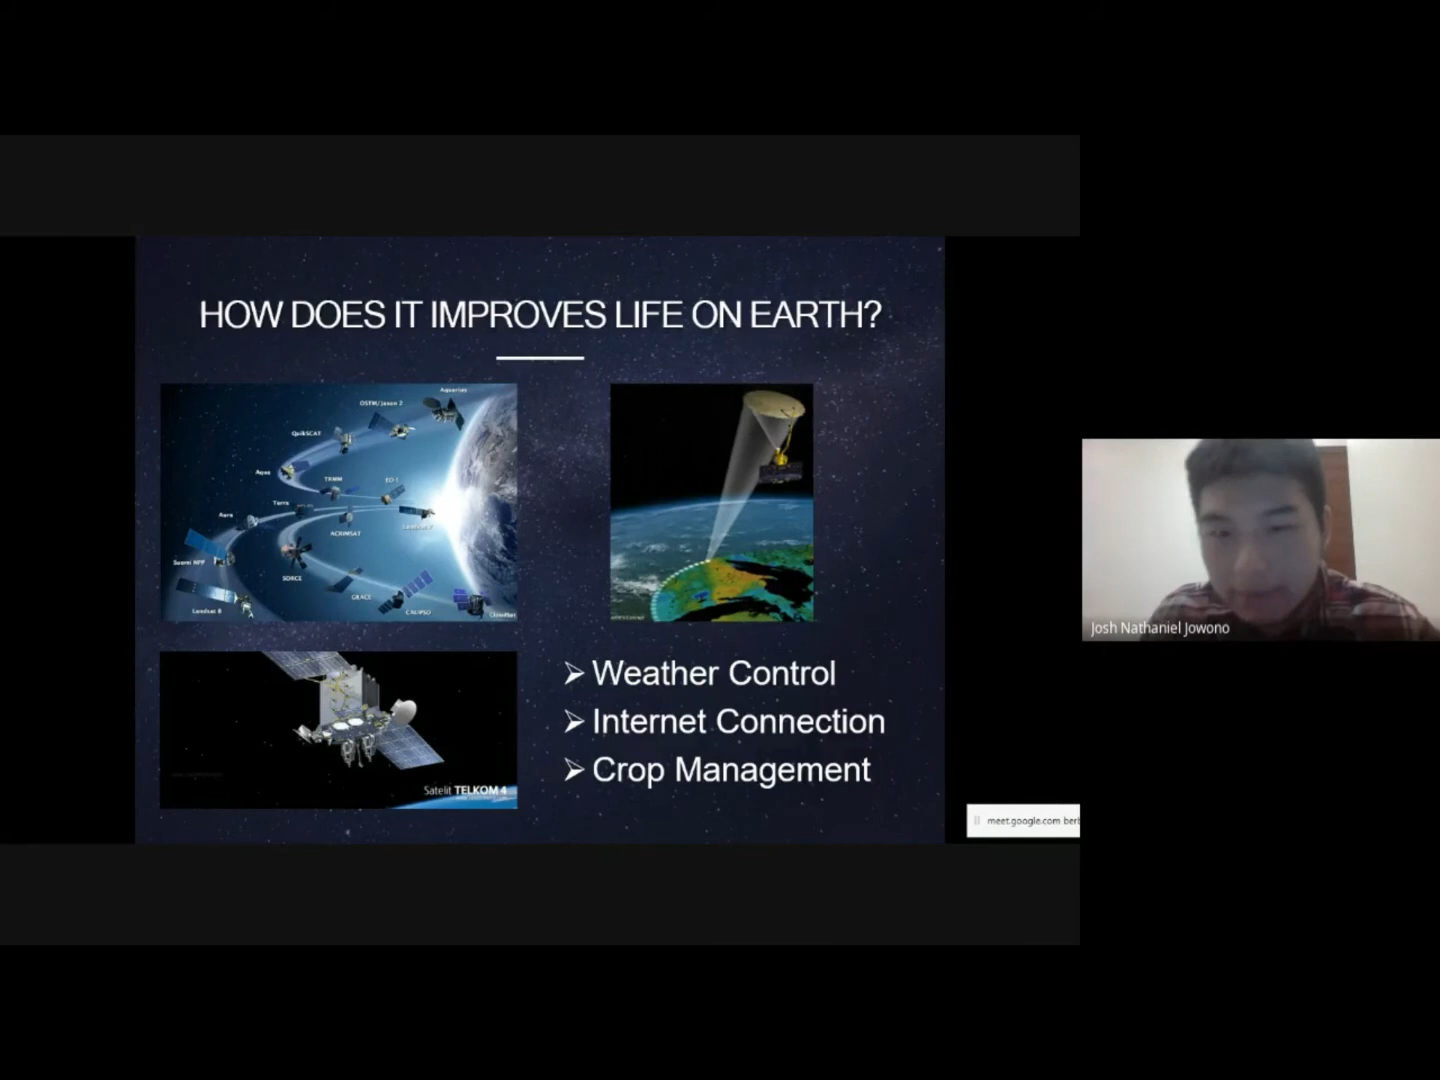 HOW DOES IT IMPROVES LIFE ON EARTH?
Aquarius
OSTM/Jason 2
QuikSCAT
Aqua
TRMM
EO 1
Terra
Landsat 7
Aura
ACRIMSAT
Suomi NPP
SORCE
GRACE
Landsat 8
CALIPSO
CloudSat
Satelit TELKOM 4
➢ Weather Control
➢ Internet Connection
➢ Crop Management
Josh Nathaniel Jowono
meet.google.com berb